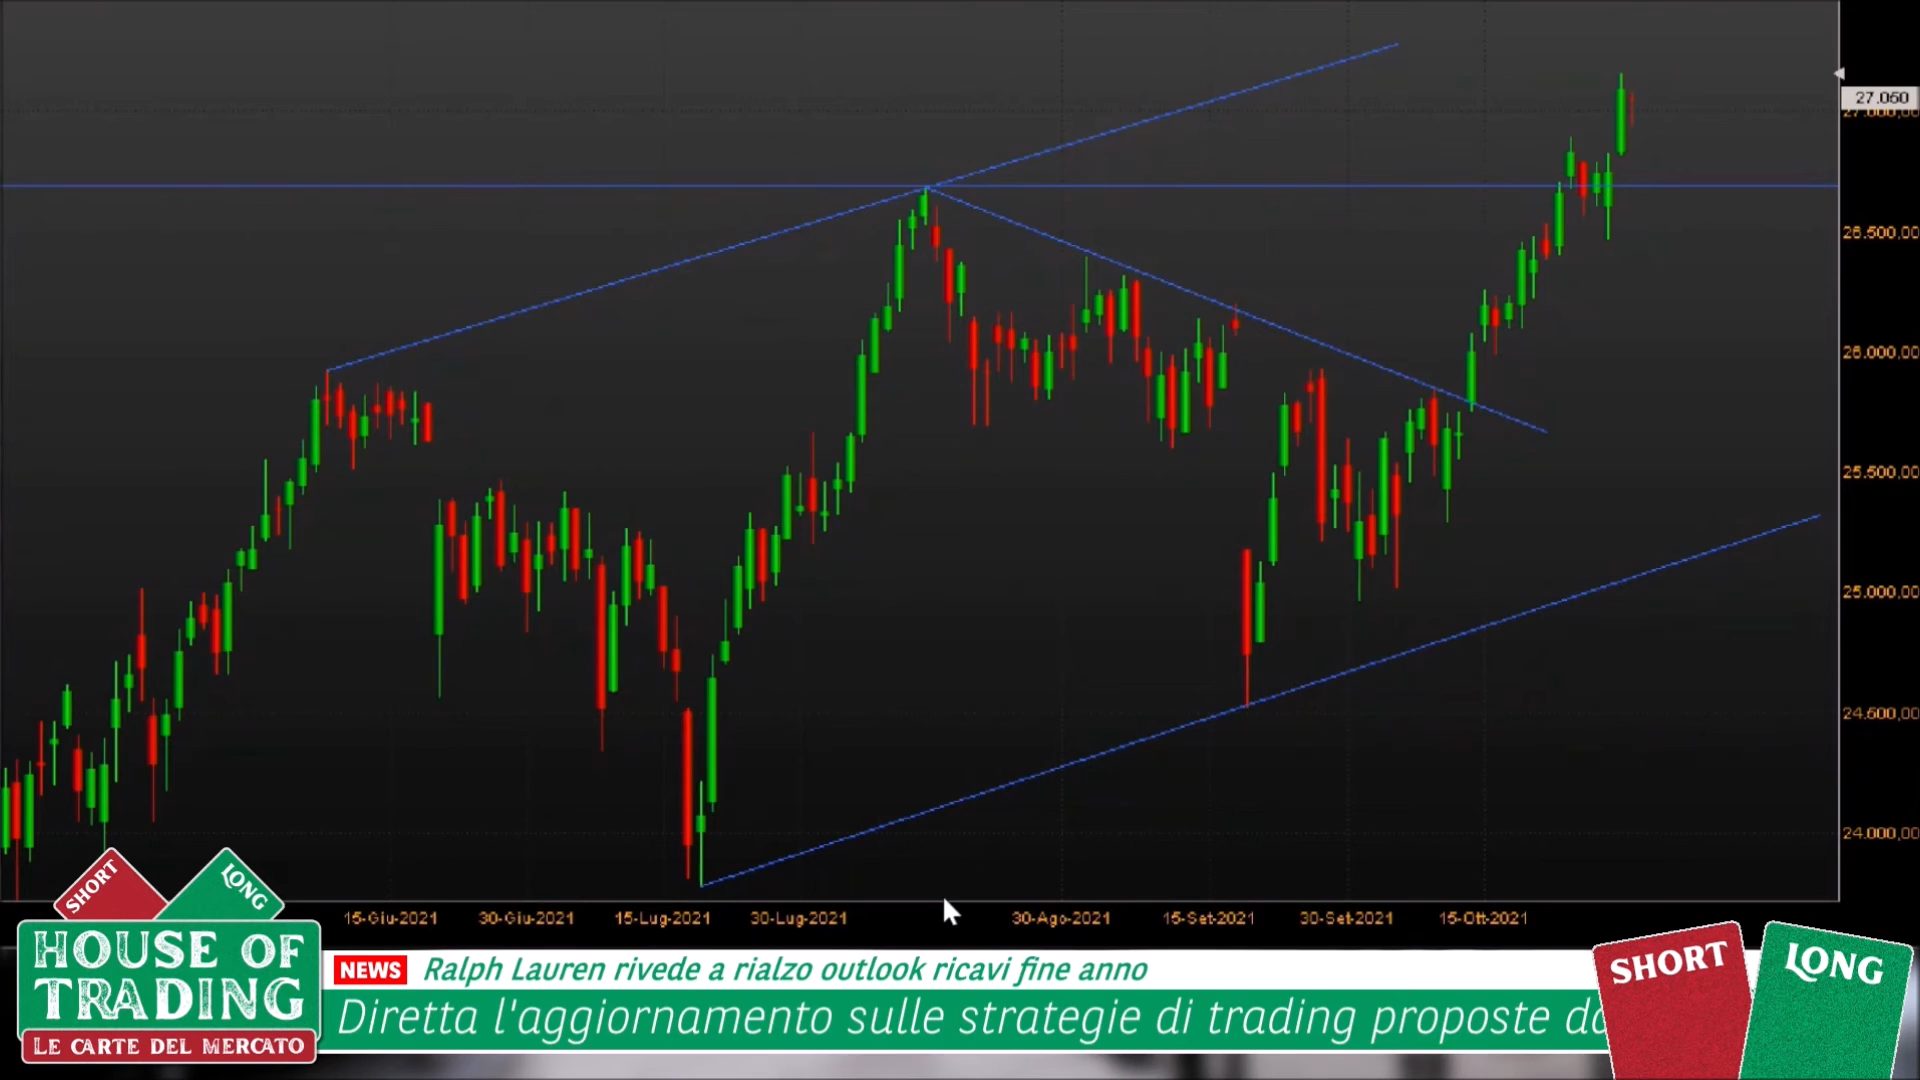 27.050
27.000,00
26.500,00
26.000,00
25.500,00
25.000,00
24.500,00
24.000,00
15-Giu-2021
30-Giu-2021
15-Lug-2021
30-Lug-2021
30-Ago-2021
15-Set-2021
30-Set-2021
15-Ott-2021
SHORT
LONG
HOUSE OF
TRADING
LE CARTE DEL MERCATO
NEWS Ralph Lauren rivede a rialzo outlook ricavi fine anno
Diretta l'aggiornamento sulle strategie di trading proposte
SHORT
LONG